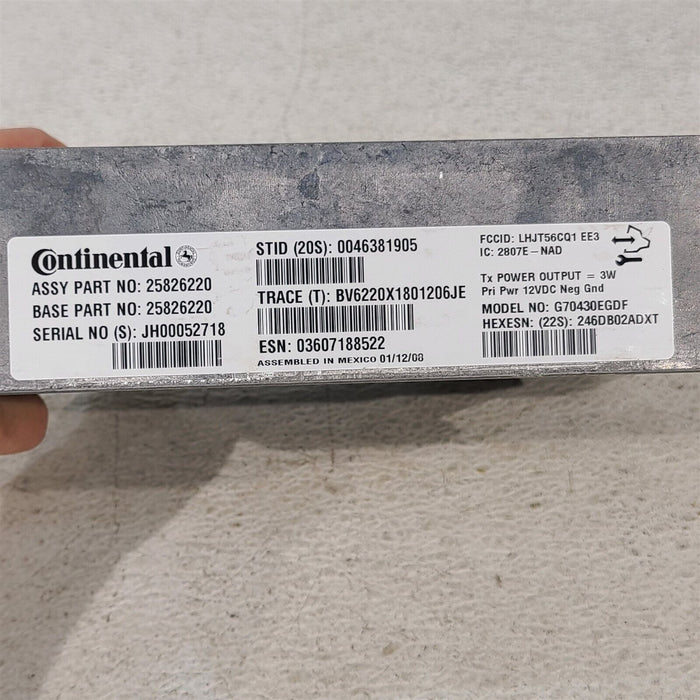 Continental
ASSY PART NO: 25826220
BASE PART NO: 25826220
SERIAL NO (S): JH00052718
STID (20S): 0046381905
TRACE (T): BV6220X1801206JE
ESN: 03607188522
ASSEMBLED IN MEXICO 01/12/08
FCCID: LHJT56CQ1 EE3
IC: 2807E-NAD
Tx POWER OUTPUT = 3W
Pri Pwr 12VDC Neg Gnd
MODEL NO: G70430EGDF
HEXESN: (22S): 246DB02ADXT